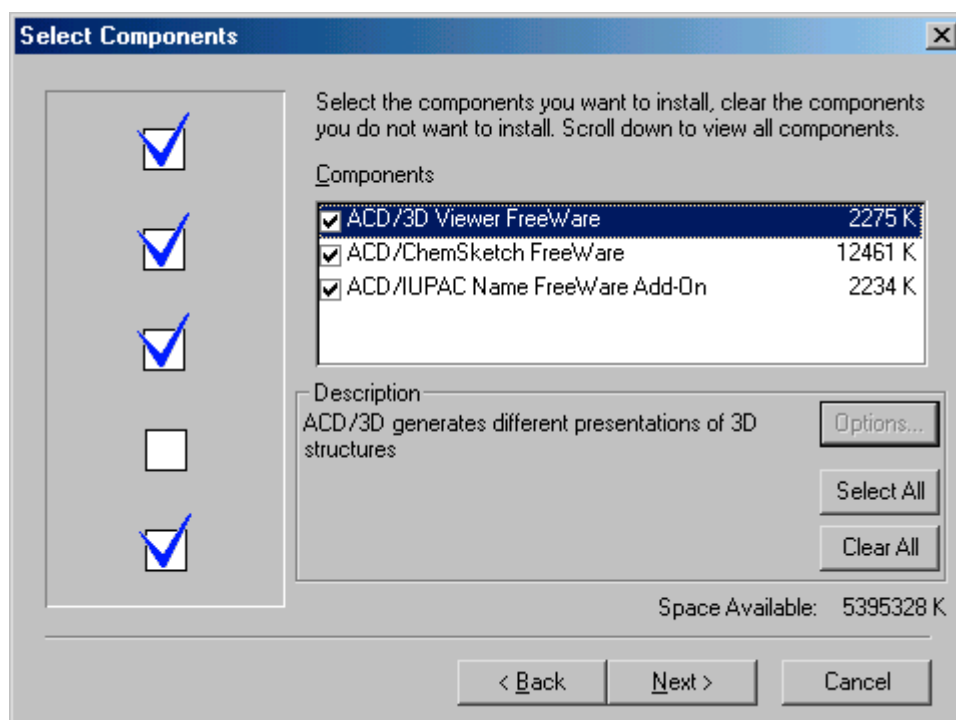 Select Components
Select the components you want to install, clear the components
you do not want to install. Scroll down to view all components.
Components
ACD/3D Viewer FreeWare 2275 K
ACD/ChemSketch FreeWare 12461 K
ACD/IUPAC Name FreeWare Add-On 2234 K
Description
ACD/3D generates different presentations of 3D
structures
Options...
Select All
Clear All
Space Available: 5395328 K
< Back Next > Cancel